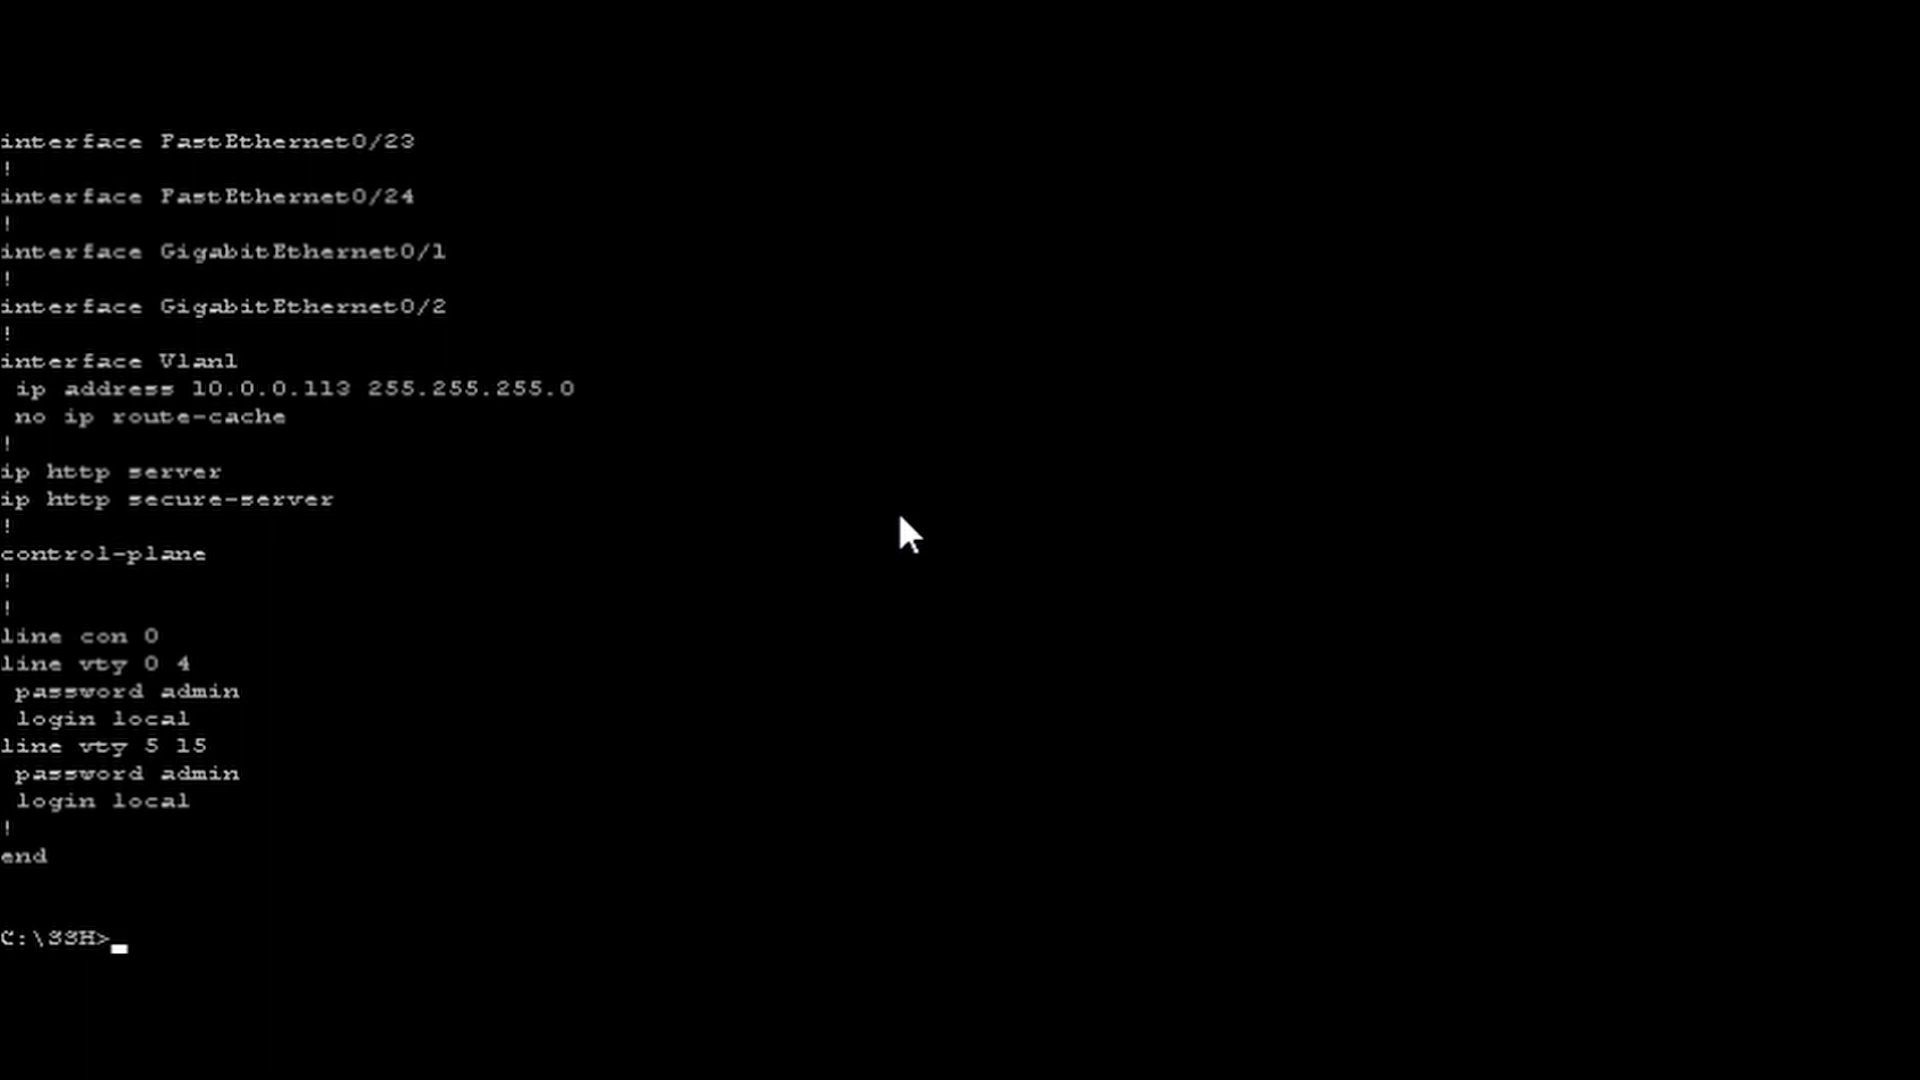 interface FastEthernet0/23
!
interface FastEthernet0/24
!
interface GigabitEthernet0/1
!
interface GigabitEthernet0/2
!
interface Vlan1
 ip address 10.0.0.113 255.255.255.0
 no ip route-cache
!
ip http server
ip http secure-server
!
control-plane
!
!
line con 0
line vty 0 4
 password admin
 login local
line vty 5 15
 password admin
 login local
!
end
C:\SSH>